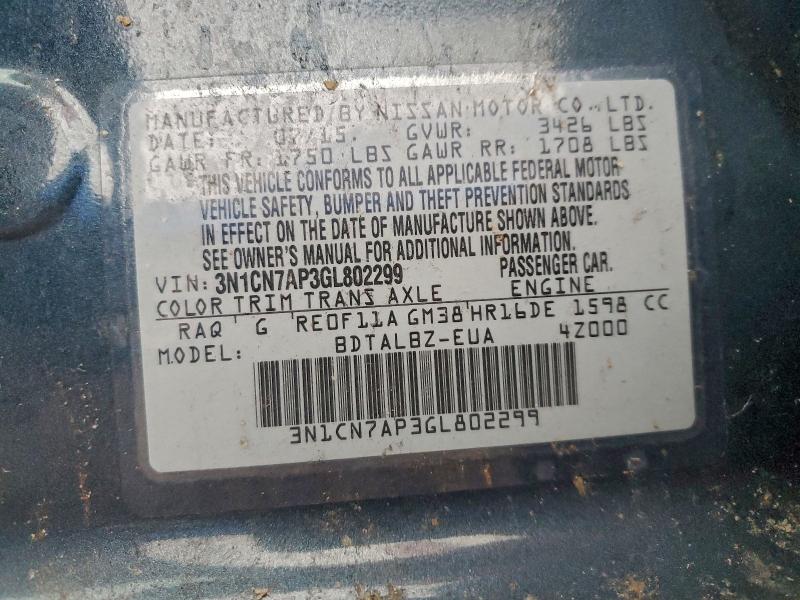 MANUFACTURED BY NISSAN MOTOR CO., LTD.
DATE: 07/15. GVWR: 3426 LBS
GAWR FR: 1750 LBS GAWR RR: 1708 LBS
THIS VEHICLE CONFORMS TO ALL APPLICABLE FEDERAL MOTOR
VEHICLE SAFETY, BUMPER AND THEFT PREVENTION STANDARDS
IN EFFECT ON THE DATE OF MANUFACTURE SHOWN ABOVE.
SEE OWNER'S MANUAL FOR ADDITIONAL INFORMATION.
VIN: 3N1CN7AP3GL802299 PASSENGER CAR.
COLOR TRIM TRANS AXLE ENGINE
RAQ G RE0F11A GM38 HR16DE 1598 CC
MODEL: BDTALBZ-EUA 4Z000
3N1CN7AP3GL802299